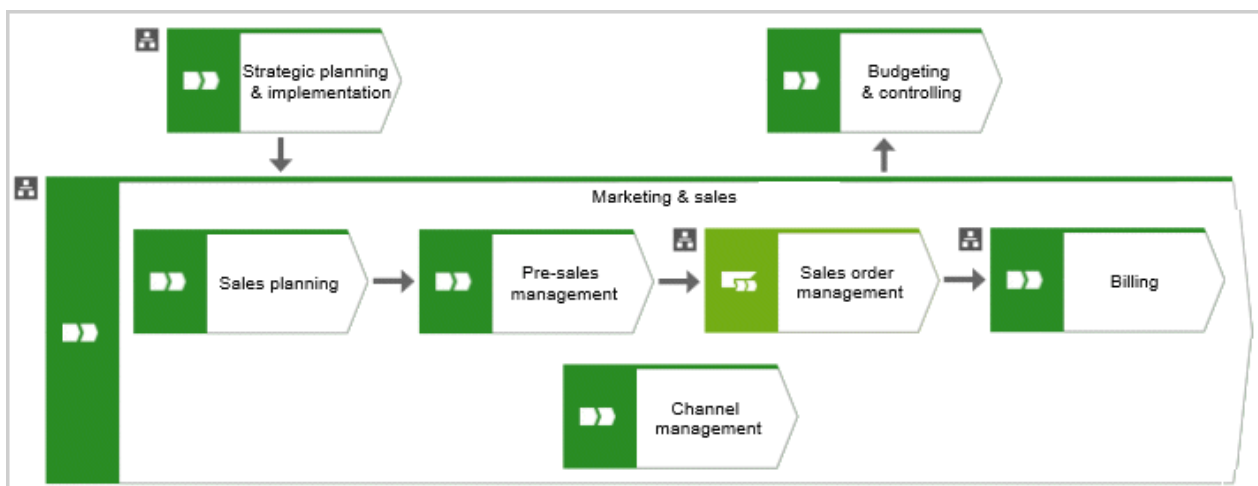 Strategic planning
& implementation
Budgeting
& controlling
Marketing & sales
Sales planning
Pre-sales
management
Sales order
management
Billing
Channel
management